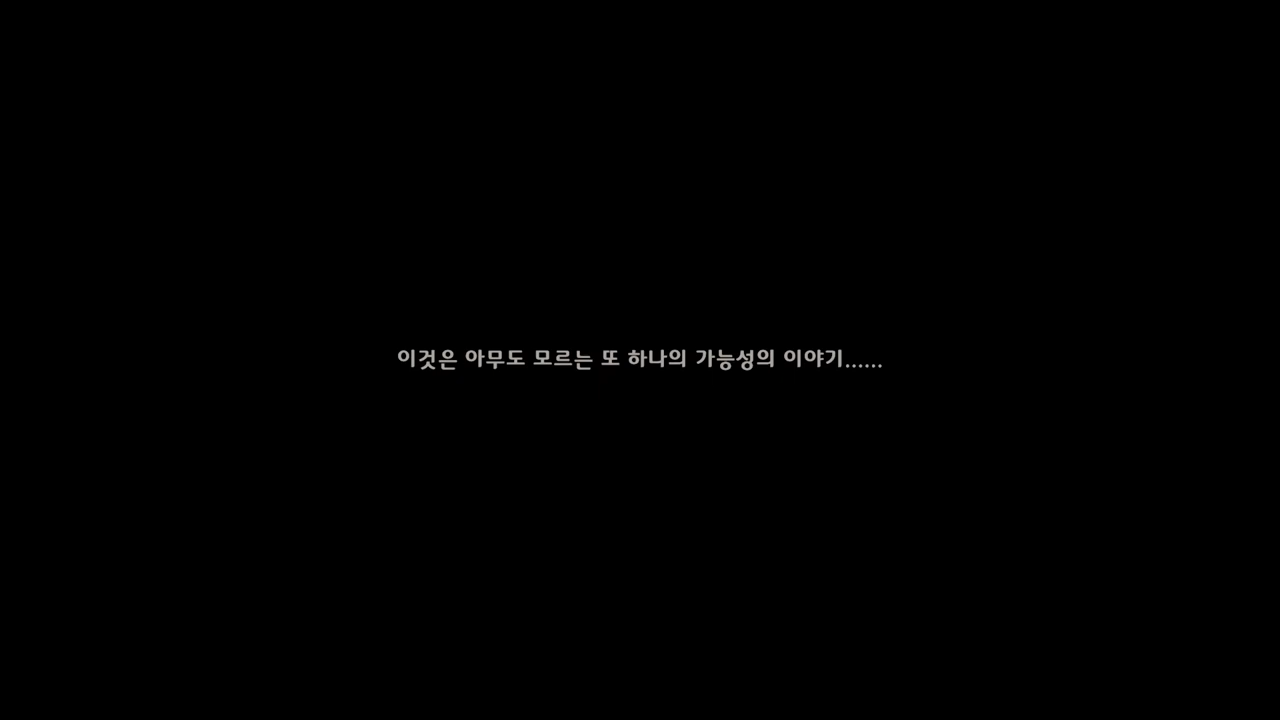 이것은 아무도 모르는 또 하나의 가능성의 이야기......